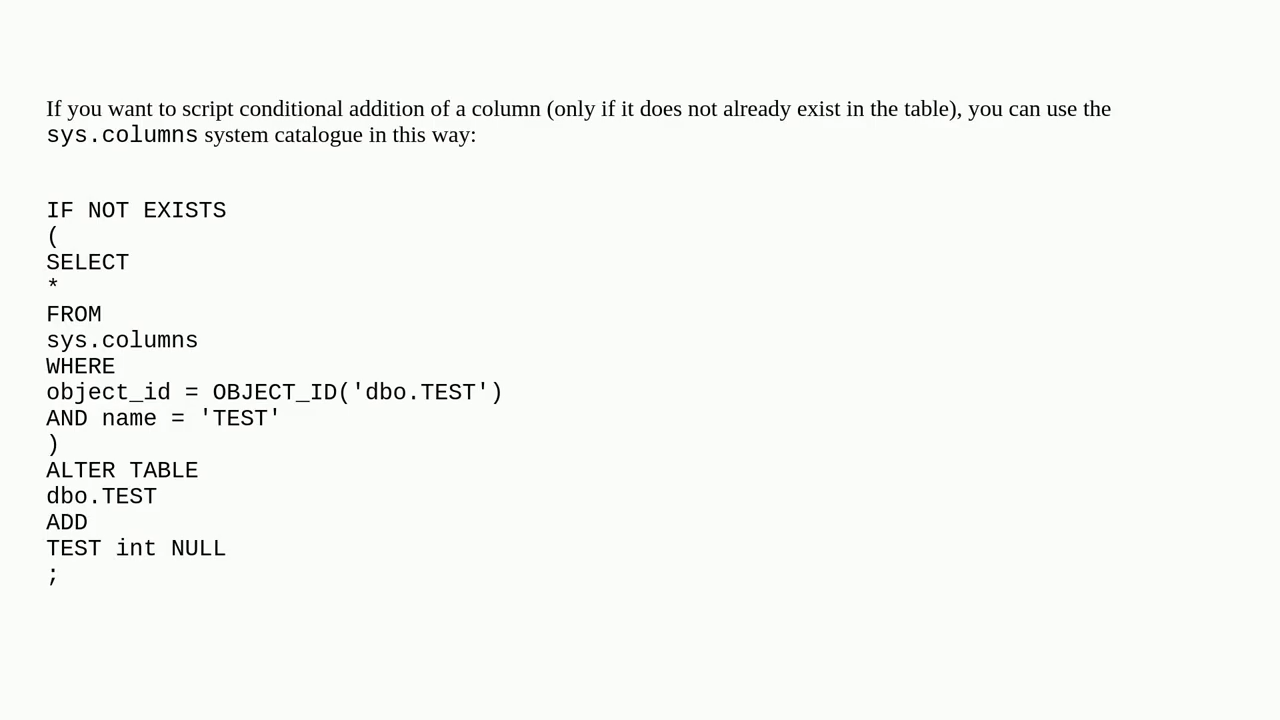 If you want to script conditional addition of a column (only if it does not already exist in the table), you can use the
sys.columns system catalogue in this way:
IF NOT EXISTS
(
SELECT
*
FROM
sys.columns
WHERE
object_id = OBJECT_ID('dbo.TEST')
AND name = 'TEST'
)
ALTER TABLE
dbo.TEST
ADD
TEST int NULL
;